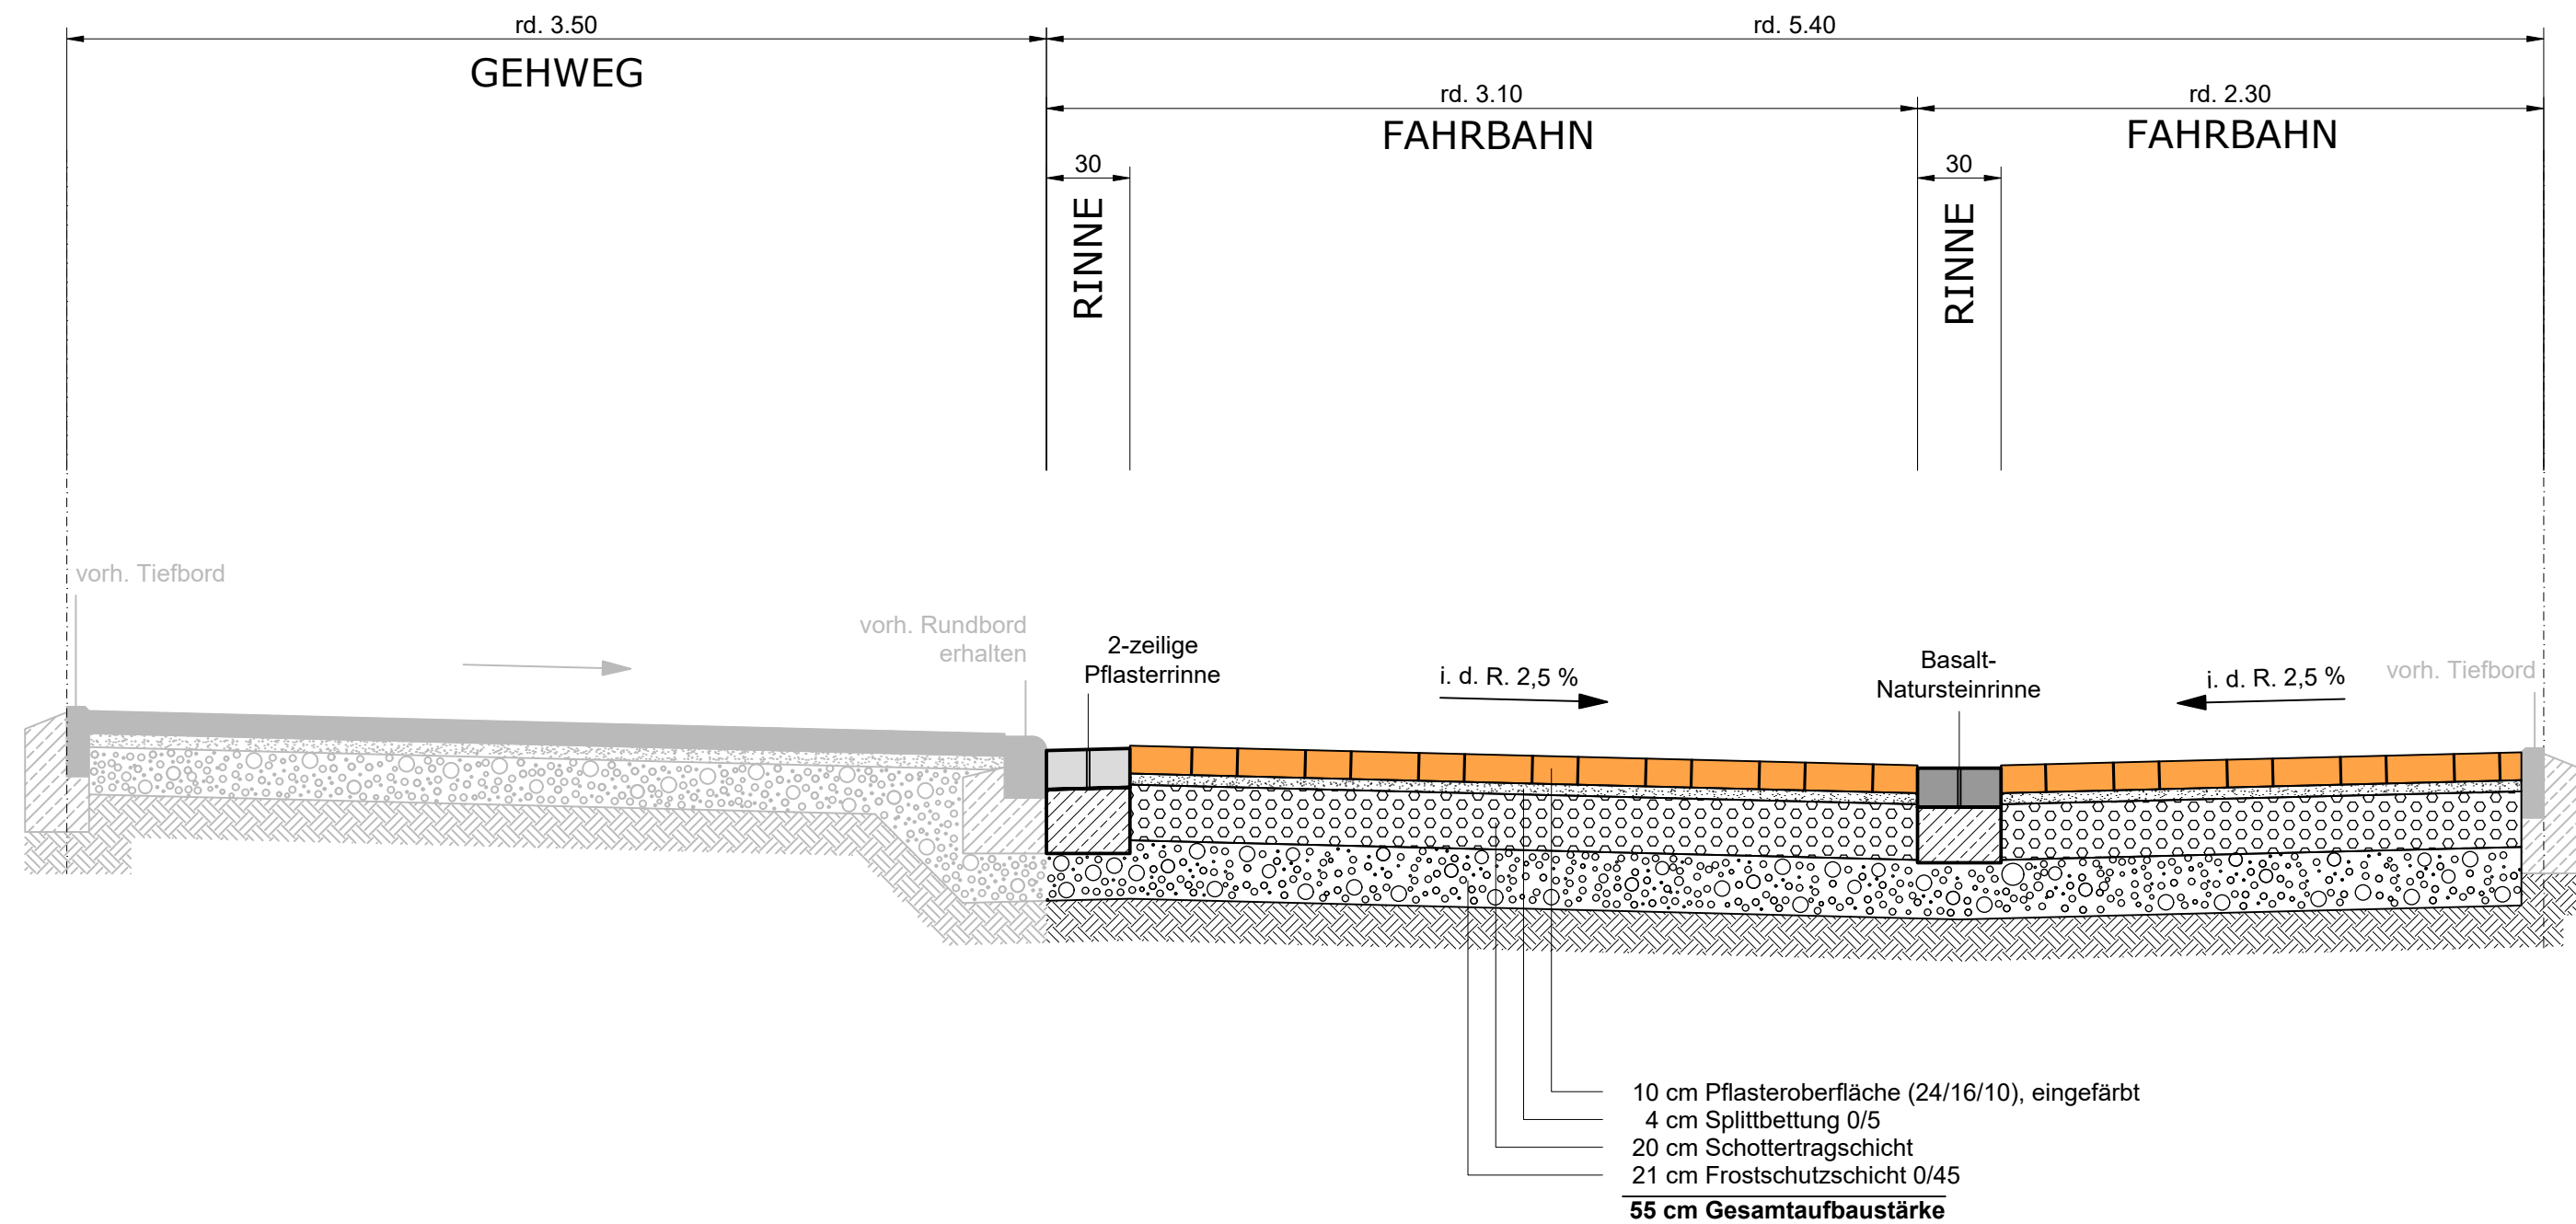 rd. 3.50
rd. 5.40
GEHWEG
rd. 3.10
rd. 2.30
FAHRBAHN
FAHRBAHN
30
30
RINNE
RINNE
vorh. Tiefbord
vorh. Rundbord
erhalten
2-zeilige
Pflasterrinne
i. d. R. 2,5 %
Basalt-
Natursteinrinne
i. d. R. 2,5 %
vorh. Tiefbord
10 cm Pflasteroberfläche (24/16/10), eingefärbt
4 cm Splittbettung 0/5
20 cm Schottertragschicht
21 cm Frostschutzschicht 0/45
55 cm Gesamtaufbaustärke